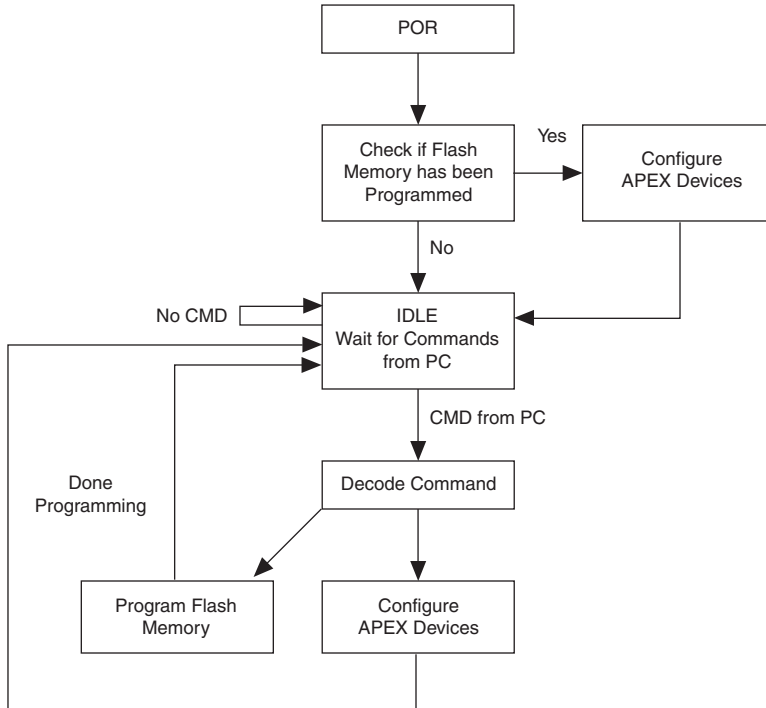 POR
Check if Flash
Memory has been
Programmed
Yes
Configure
APEX Devices
No
No CMD
IDLE
Wait for Commands
from PC
CMD from PC
Done
Programming
Decode Command
Program Flash
Memory
Configure
APEX Devices